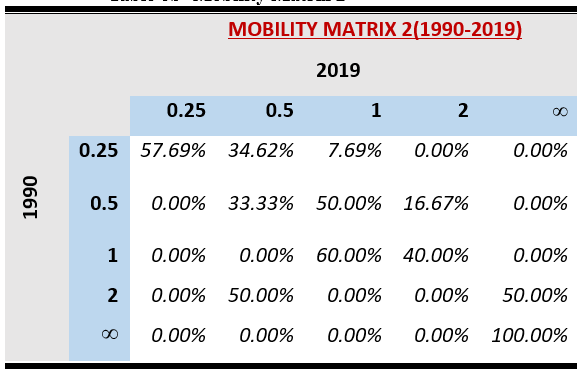 MOBILITY MATRIX 2(1990-2019)
2019
0.25 0.5 1 2 ∞
1990
0.25 57.69% 34.62% 7.69% 0.00% 0.00%
0.5 0.00% 33.33% 50.00% 16.67% 0.00%
1 0.00% 0.00% 60.00% 40.00% 0.00%
2 0.00% 50.00% 0.00% 0.00% 50.00%
∞ 0.00% 0.00% 0.00% 0.00% 100.00%